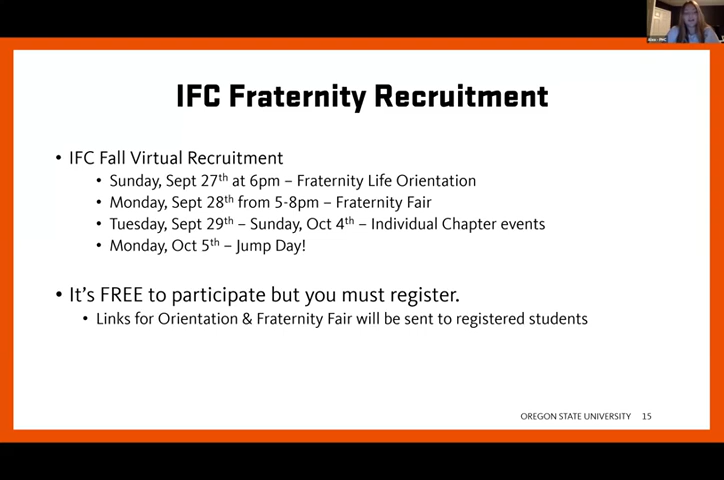 IFC Fraternity Recruitment
• IFC Fall Virtual Recruitment
• Sunday, Sept 27th at 6pm – Fraternity Life Orientation
• Monday, Sept 28th from 5-8pm – Fraternity Fair
• Tuesday, Sept 29th – Sunday, Oct 4th – Individual Chapter events
• Monday, Oct 5th – Jump Day!
• It's FREE to participate but you must register.
• Links for Orientation & Fraternity Fair will be sent to registered students
OREGON STATE UNIVERSITY 15